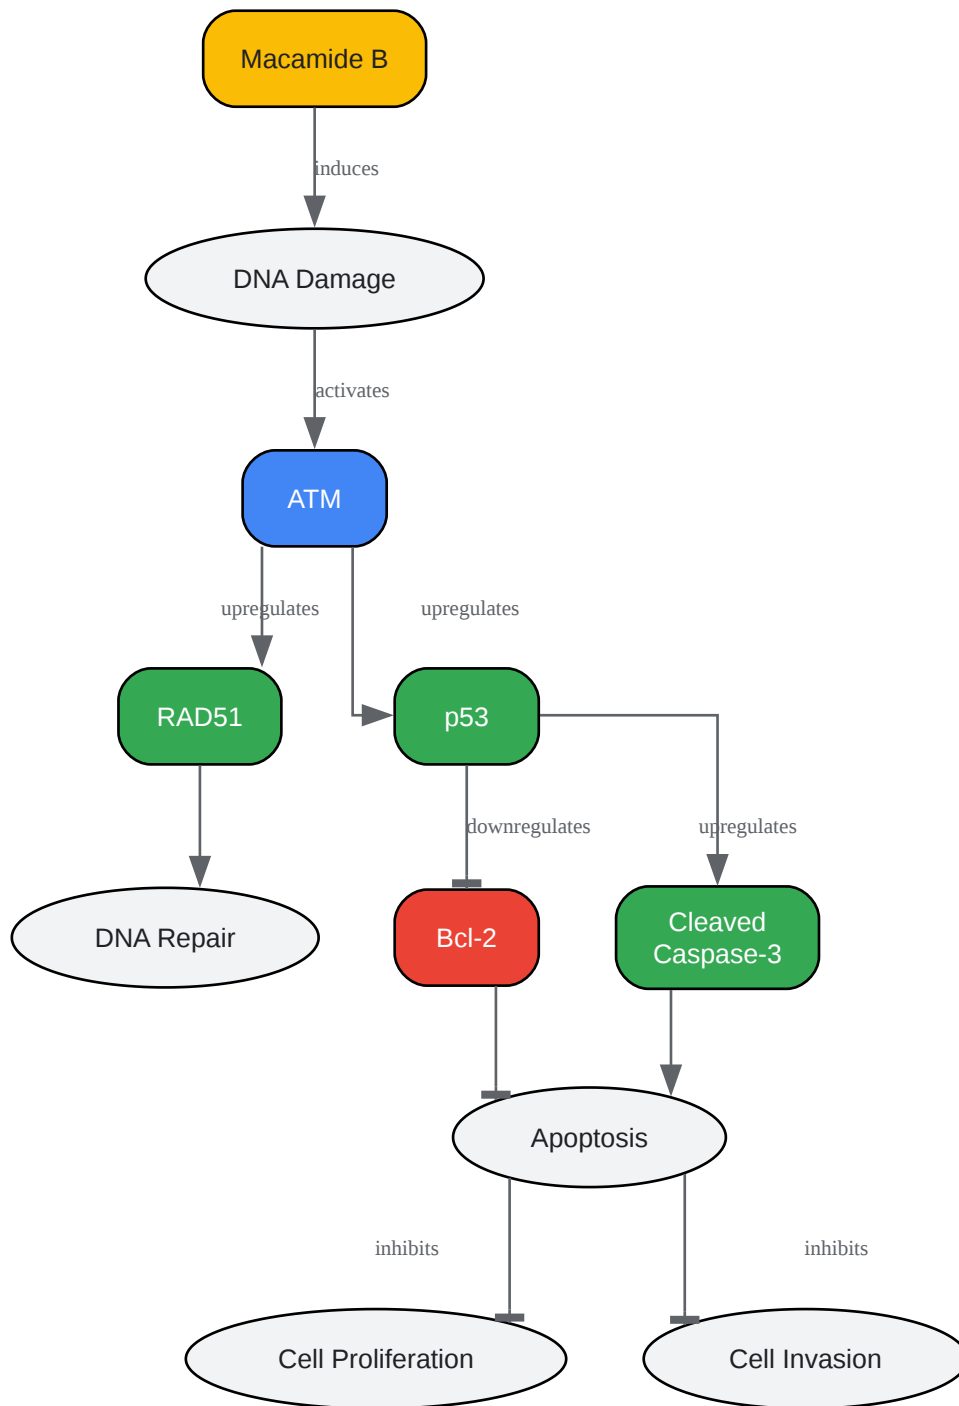 Macamide B
induces
DNA Damage
activates
ATM
upregulates
upregulates
RAD51
p53
downregulates
upregulates
DNA Repair
Bcl-2
Cleaved
Caspase-3
Apoptosis
inhibits
inhibits
Cell Proliferation
Cell Invasion